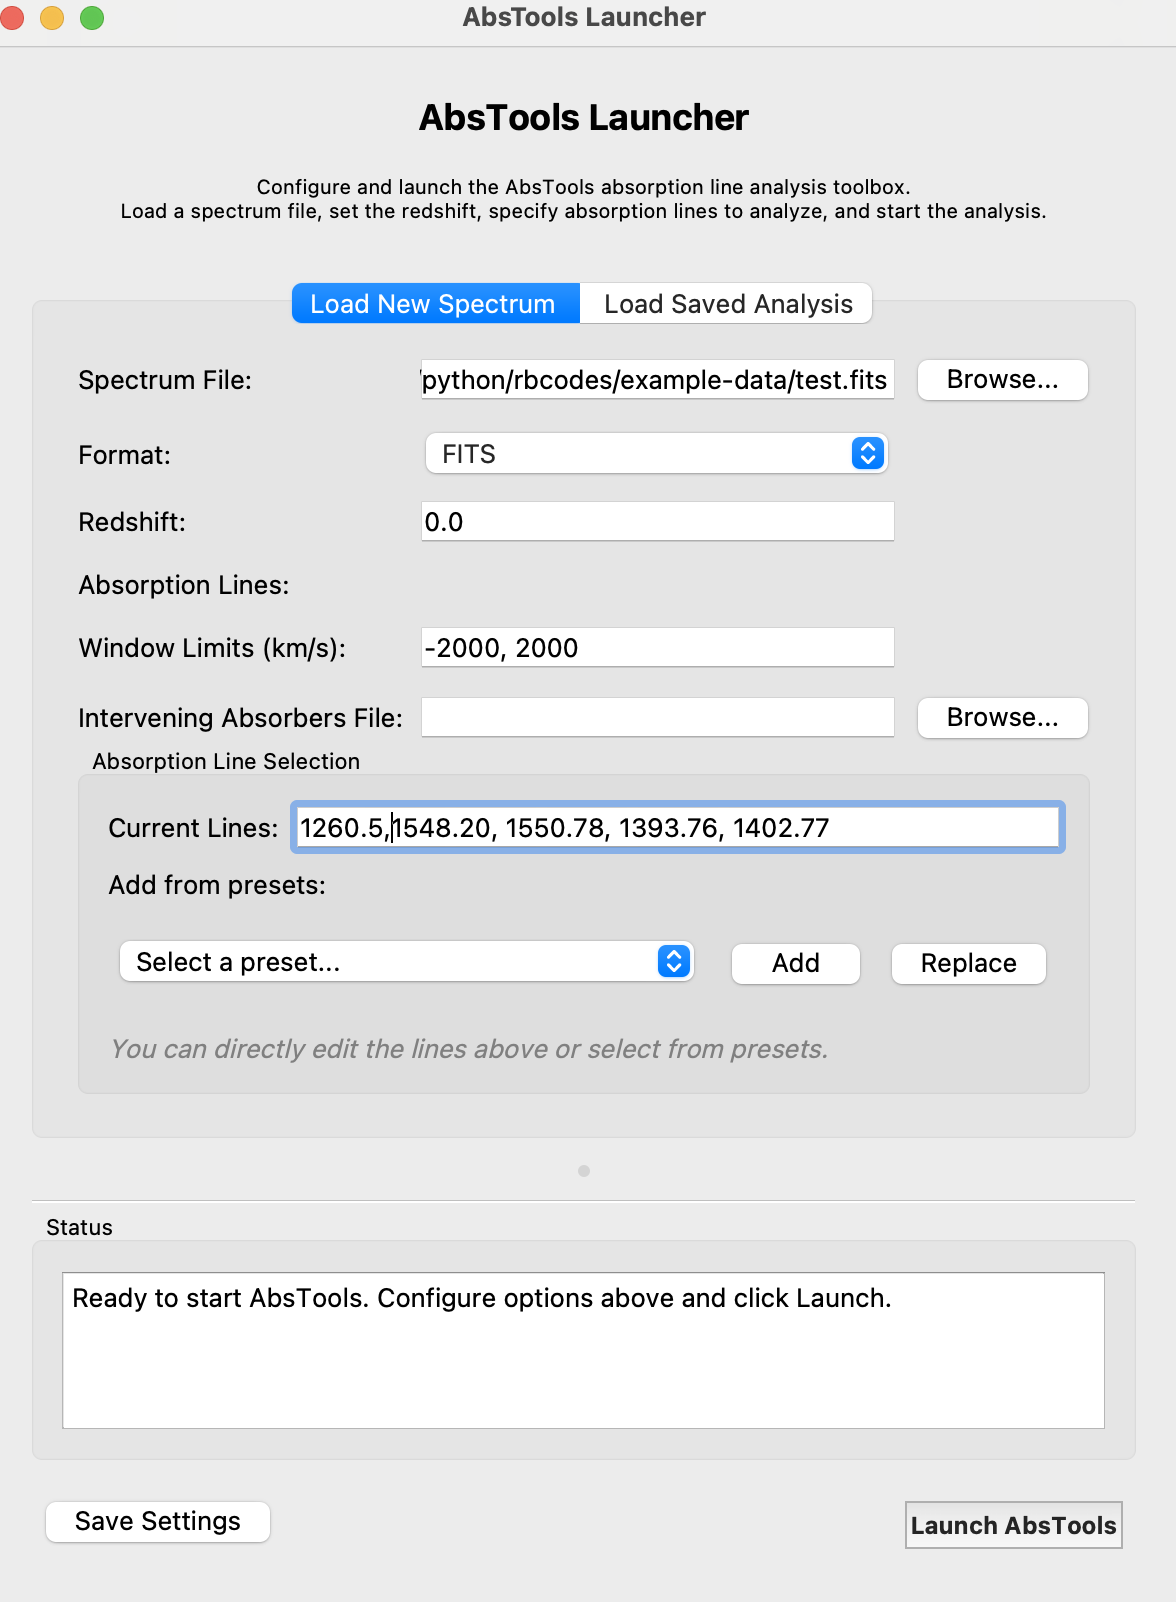 AbsTools Launcher
AbsTools Launcher
Configure and launch the AbsTools absorption line analysis toolbox.
Load a spectrum file, set the redshift, specify absorption lines to analyze, and start the analysis.
Load New Spectrum Load Saved Analysis
Spectrum File: /python/rbcodes/example-data/test.fits Browse...
Format: FITS
Redshift: 0.0
Absorption Lines:
Window Limits (km/s): -2000, 2000
Intervening Absorbers File: Browse...
Absorption Line Selection
Current Lines: 1260.5,1548.20, 1550.78, 1393.76, 1402.77
Add from presets:
Select a preset... Add Replace
You can directly edit the lines above or select from presets.
Status
Ready to start AbsTools. Configure options above and click Launch.
Save Settings Launch AbsTools